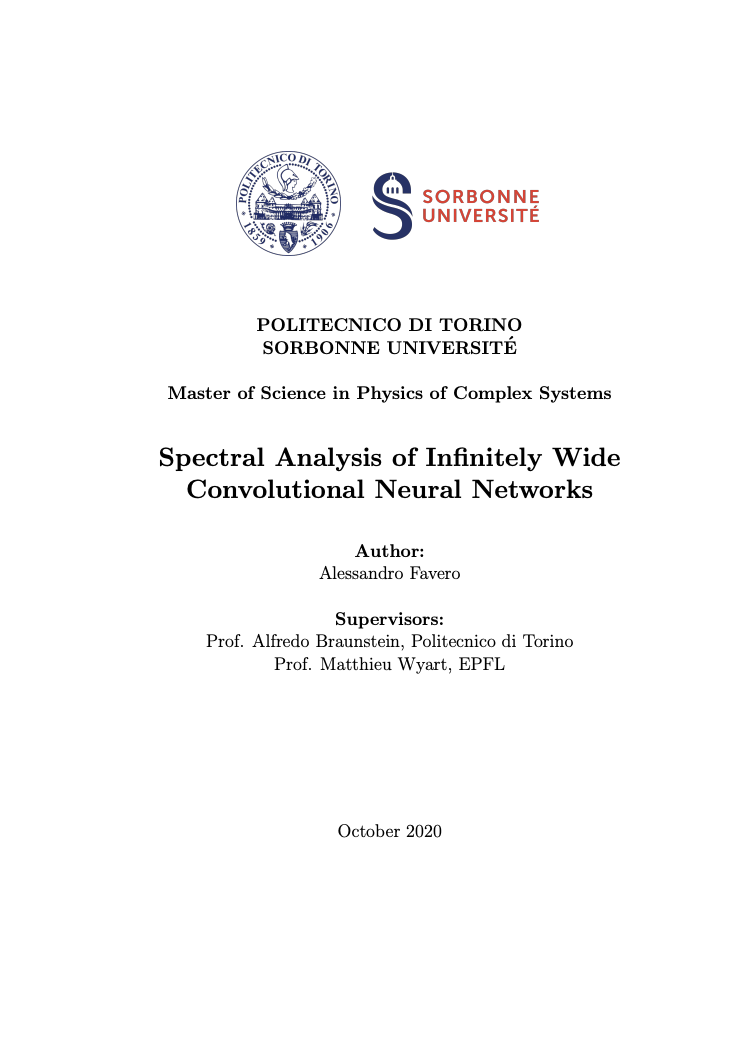 POLITECNICO DI TORINO
1859
1906
SORBONNE
UNIVERSITÉ
POLITECNICO DI TORINO
SORBONNE UNIVERSITÉ
Master of Science in Physics of Complex Systems
Spectral Analysis of Infinitely Wide
Convolutional Neural Networks
Author:
Alessandro Favero
Supervisors:
Prof. Alfredo Braunstein, Politecnico di Torino
Prof. Matthieu Wyart, EPFL
October 2020